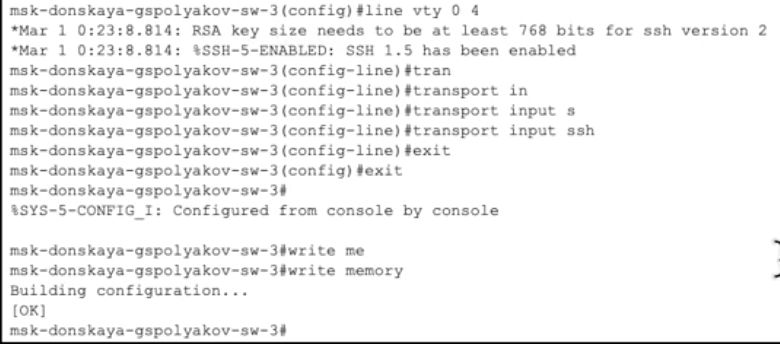 msk-donskaya-gspolyakov-sw-3(config)#line vty 0 4
*Mar 1 0:23:8.814: RSA key size needs to be at least 768 bits for ssh version 2
*Mar 1 0:23:8.814: %SSH-5-ENABLED: SSH 1.5 has been enabled
msk-donskaya-gspolyakov-sw-3(config-line)#tran
msk-donskaya-gspolyakov-sw-3(config-line)#transport in
msk-donskaya-gspolyakov-sw-3(config-line)#transport input s
msk-donskaya-gspolyakov-sw-3(config-line)#transport input ssh
msk-donskaya-gspolyakov-sw-3(config-line)#exit
msk-donskaya-gspolyakov-sw-3(config)#exit
msk-donskaya-gspolyakov-sw-3#
%SYS-5-CONFIG_I: Configured from console by console
msk-donskaya-gspolyakov-sw-3#write me
msk-donskaya-gspolyakov-sw-3#write memory
Building configuration...
[OK]
msk-donskaya-gspolyakov-sw-3#